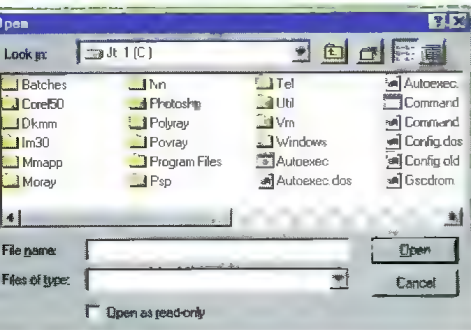 Open
Look in: Jt 1 (C)
Batches Nn Tel Autoexec.
Corel50 Photoshp Util Command
Dkmm Polyray Vm Command
Im30 Povray Windows Config.dos
Mmapp Program Files Autoexec Config.old
Moray Psp Autoexec.dos Gscdrom
File name: Open
Files of type: Cancel
Open as read-only